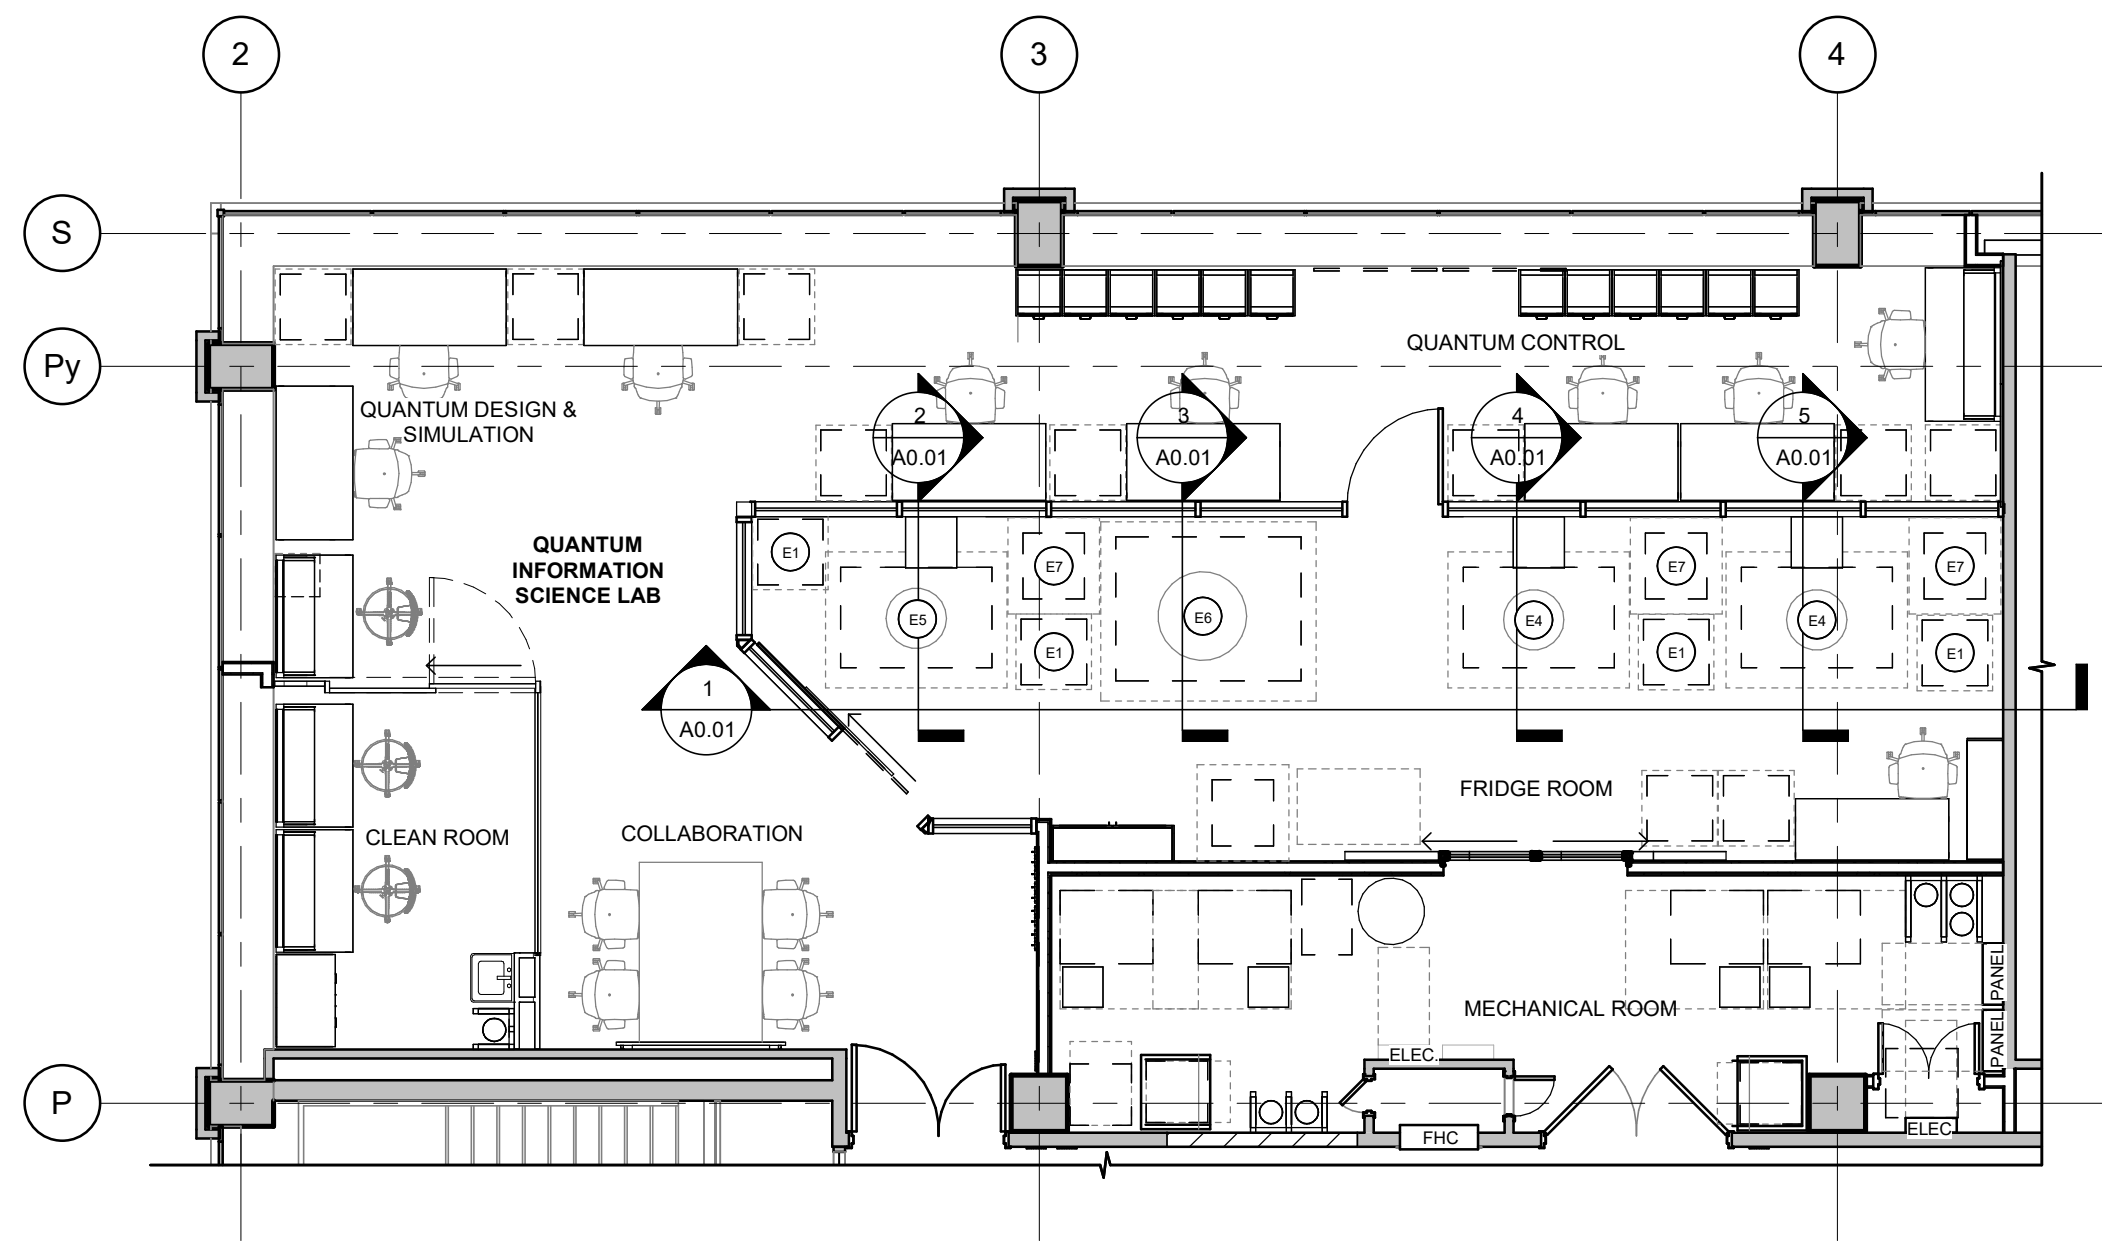 2
3
4
S
Py
P
QUANTUM CONTROL
QUANTUM DESIGN &
SIMULATION
2
A0.01
3
A0.01
4
A0.01
5
A0.01
QUANTUM
INFORMATION
SCIENCE LAB
E1
E7
E7
E7
E5
E6
E4
E4
E1
E1
E1
1
A0.01
FRIDGE ROOM
CLEAN ROOM
COLLABORATION
MECHANICAL ROOM
PANEL
PANEL
ELEC.
FHC
ELEC